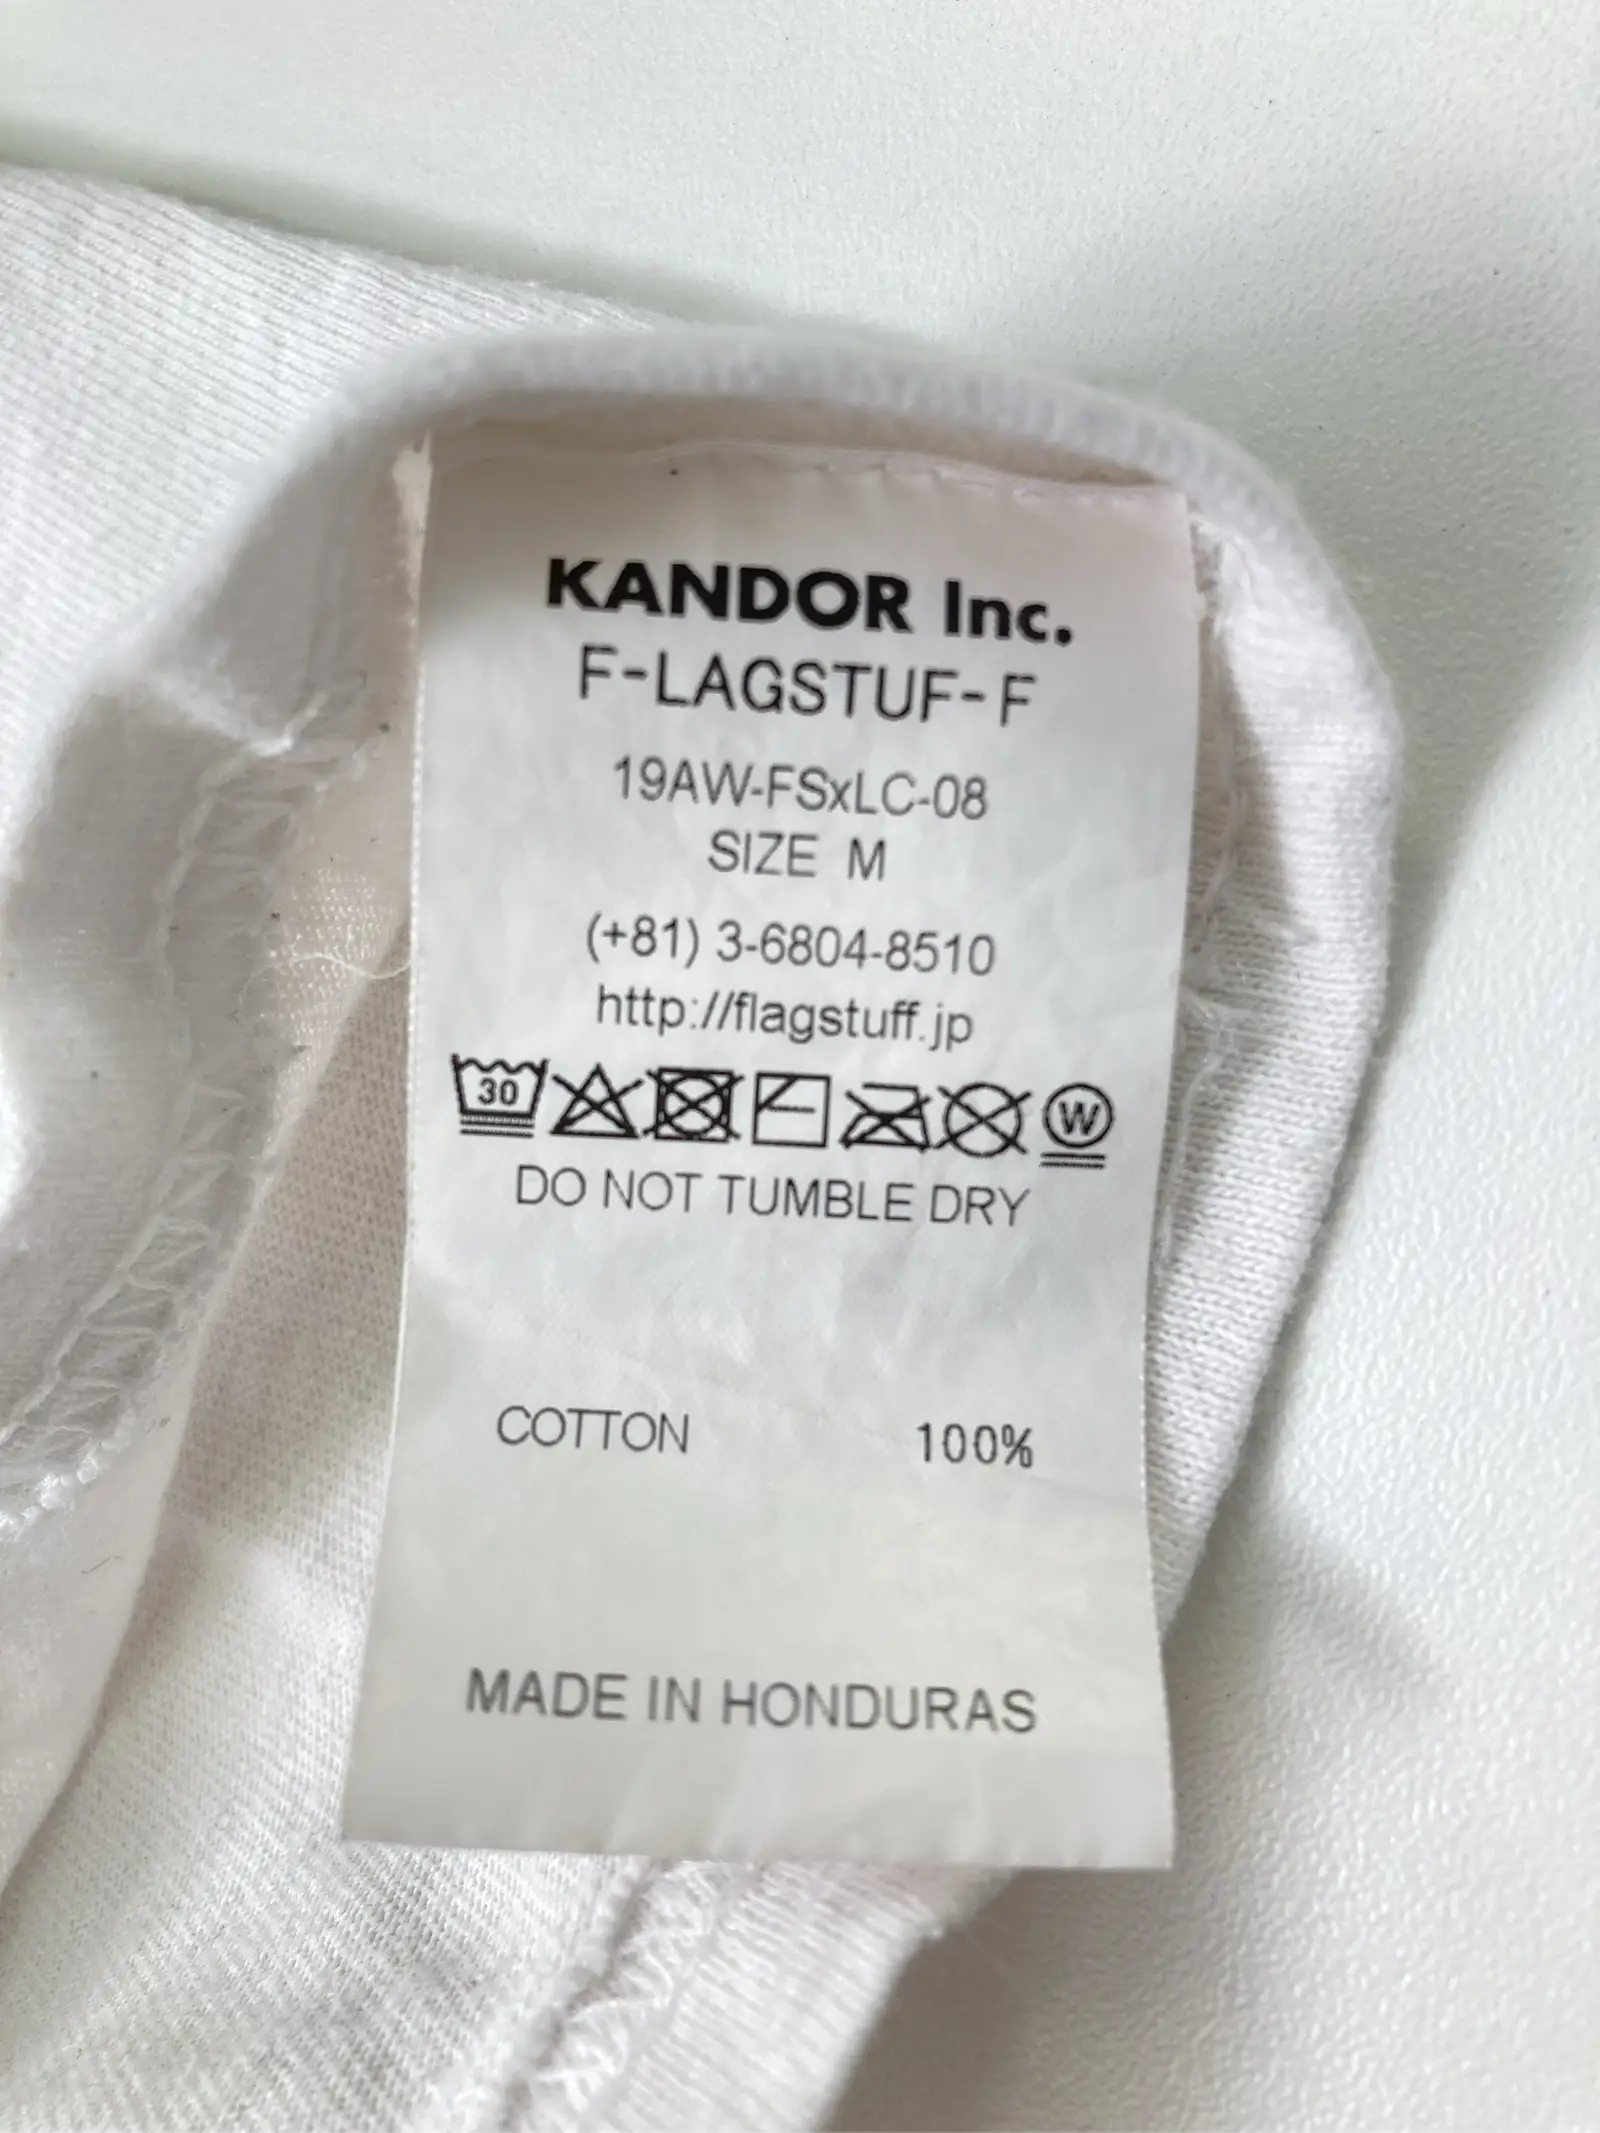 KANDOR Inc.
F-LAGSTUF-F
19AW-FSxLC-08
SIZE M
(+81) 3-6804-8510
http://flagstuff.jp
30 W
DO NOT TUMBLE DRY
COTTON 100%
MADE IN HONDURAS